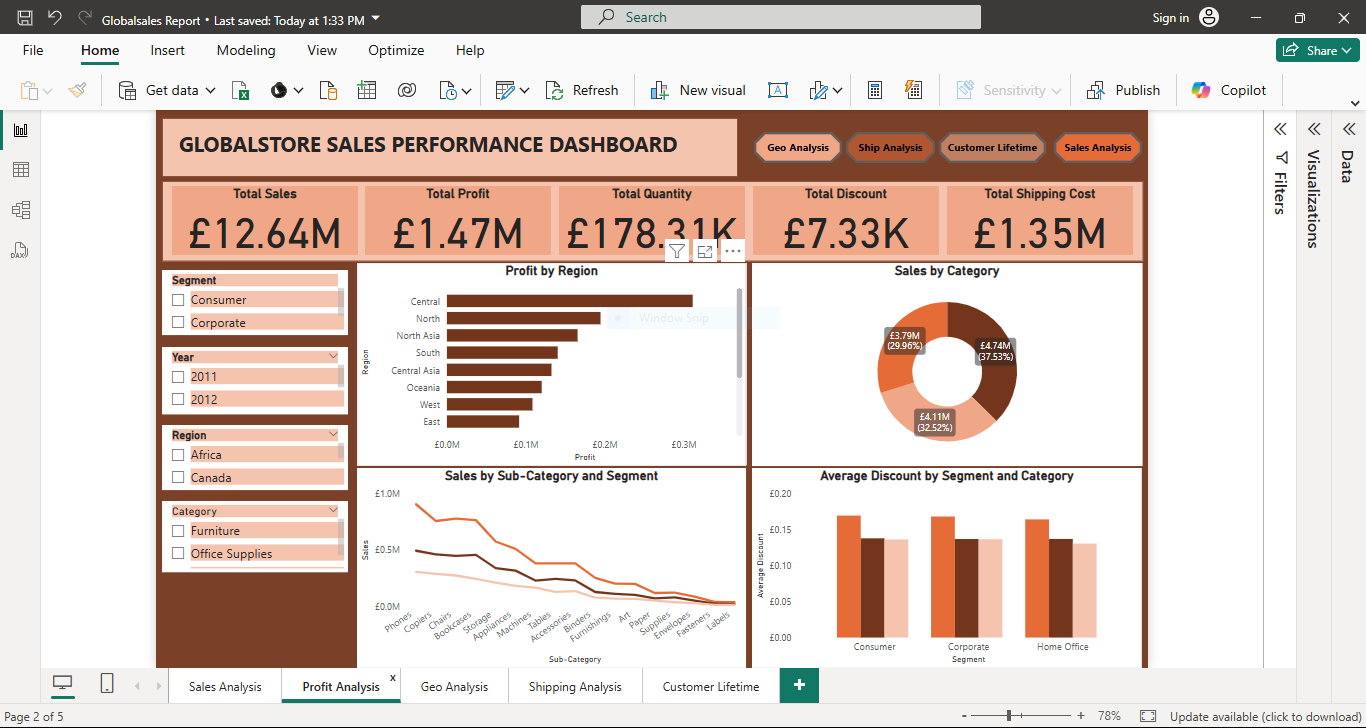 Globalsales Report • Last saved: Today at 1:33 PM
Search
Sign in
File
Home
Insert
Modeling
View
Optimize
Help
Share
Get data
Refresh
New visual
Sensitivity
Publish
Copilot
DAX
GLOBALSTORE SALES PERFORMANCE DASHBOARD
Geo Analysis
Ship Analysis
Customer Lifetime
Sales Analysis
Total Sales
£12.64M
Total Profit
£1.47M
Total Quantity
£178.31K
Total Discount
£7.33K
Total Shipping Cost
£1.35M
Segment
Consumer
Corporate
Year
2011
2012
Region
Africa
Canada
Category
Furniture
Office Supplies
Profit by Region
Region
Central
North
North Asia
South
Central Asia
Oceania
West
East
£0.0M
£0.1M
£0.2M
£0.3M
Profit
Window Snip
Sales by Category
£3.79M
(29.96%)
£4.74M
(37.53%)
£4.11M
(32.52%)
Sales by Sub-Category and Segment
Sales
£1.0M
£0.5M
£0.0M
Phones
Copiers
Chairs
Bookcases
Storage
Appliances
Machines
Tables
Accessories
Binders
Furnishings
Art
Paper
Supplies
Envelopes
Fasteners
Labels
Sub-Category
Average Discount by Segment and Category
Average Discount
£0.20
£0.15
£0.10
£0.05
£0.00
Consumer
Corporate
Home Office
Segment
Filters
Visualizations
Data
Sales Analysis
Profit Analysis
x
Geo Analysis
Shipping Analysis
Customer Lifetime
+
Page 2 of 5
- +
78%
Update available (click to download)